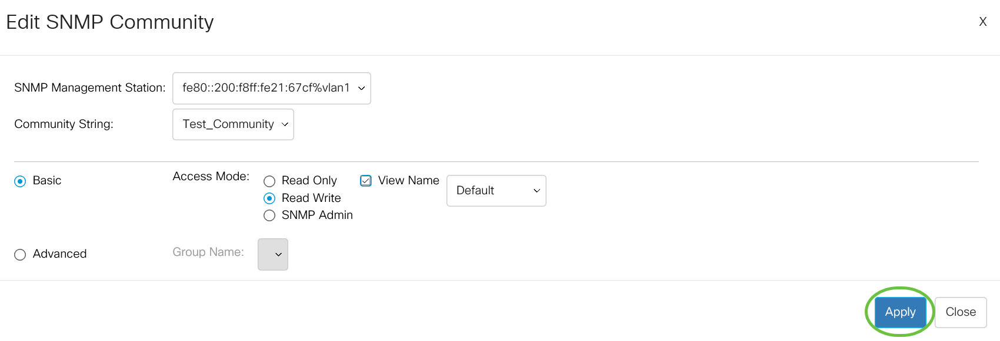 Edit SNMP Community
X
SNMP Management Station: fe80::200:f8ff:fe21:67cf%vlan1
Community String: Test_Community
Basic Access Mode: Read Only View Name Default
Read Write
SNMP Admin
Advanced Group Name:
Apply Close